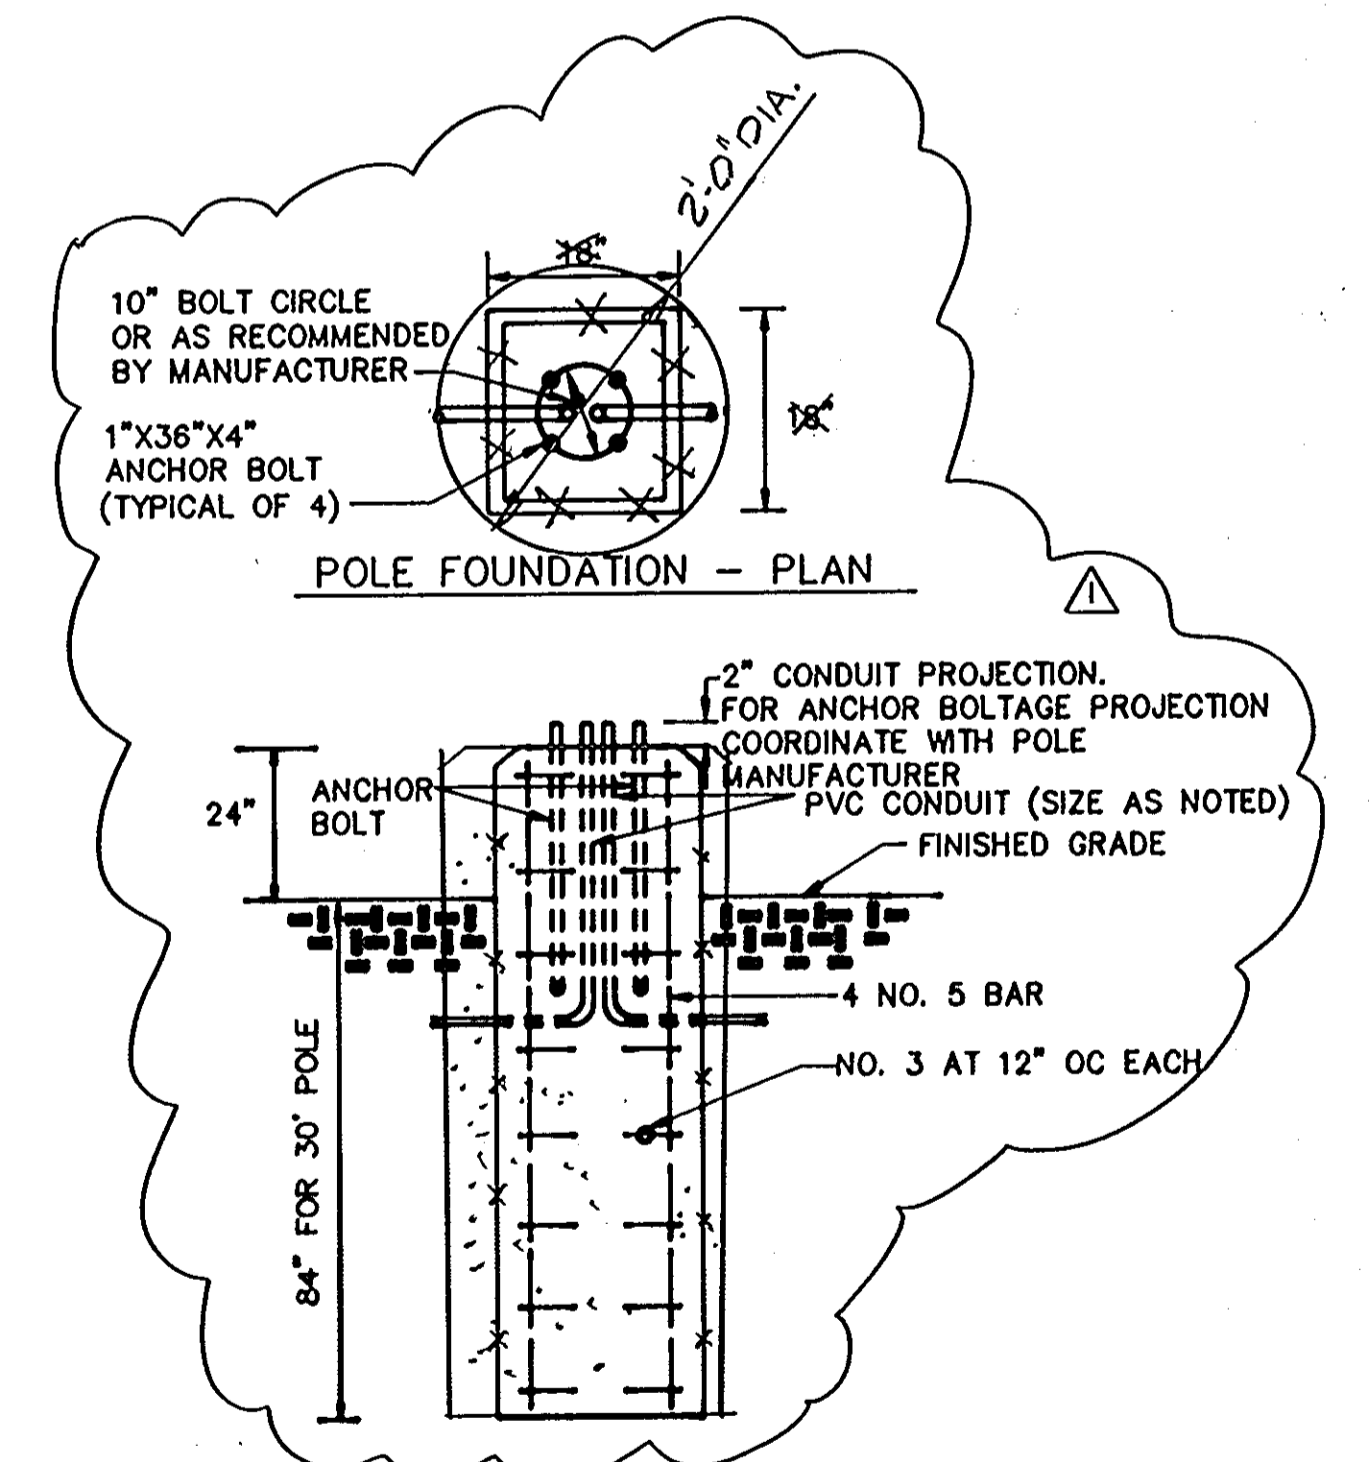 2'-0" DIA.
18"
10" BOLT CIRCLE
OR AS RECOMMENDED
BY MANUFACTURER
18"
1"X36"X4"
ANCHOR BOLT
(TYPICAL OF 4)
POLE FOUNDATION - PLAN
1
2" CONDUIT PROJECTION.
FOR ANCHOR BOLTAGE PROJECTION
COORDINATE WITH POLE
MANUFACTURER
24"
ANCHOR
BOLT
PVC CONDUIT (SIZE AS NOTED)
FINISHED GRADE
4 NO. 5 BAR
NO. 3 AT 12" OC EACH
84" FOR 30' POLE